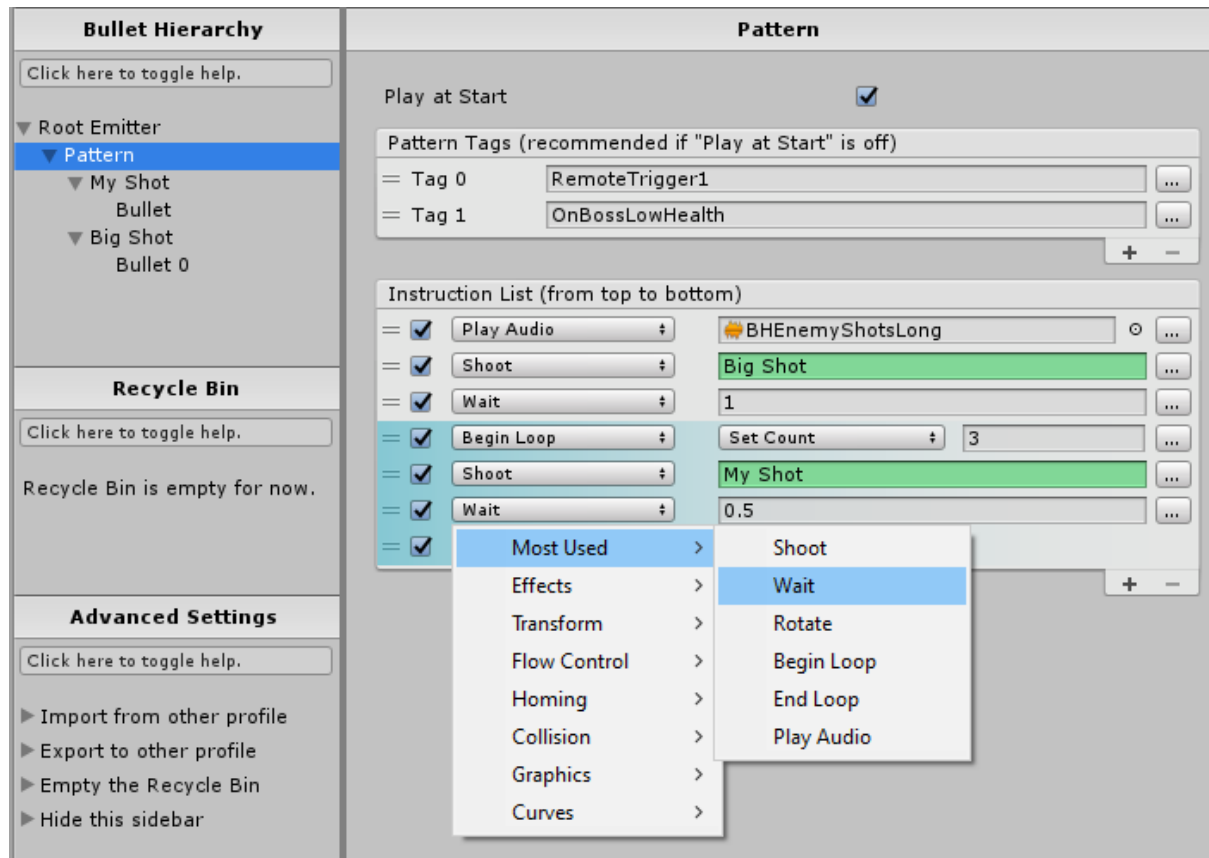 Bullet Hierarchy
Click here to toggle help.
Root Emitter
Pattern
My Shot
Bullet
Big Shot
Bullet 0
Recycle Bin
Click here to toggle help.
Recycle Bin is empty for now.
Advanced Settings
Click here to toggle help.
Import from other profile
Export to other profile
Empty the Recycle Bin
Hide this sidebar
Pattern
Play at Start
Pattern Tags (recommended if "Play at Start" is off)
Tag 0 RemoteTrigger1 ...
Tag 1 OnBossLowHealth ...
+ −
Instruction List (from top to bottom)
Play Audio BHEnemyShotsLong ...
Shoot Big Shot ...
Wait 1 ...
Begin Loop Set Count 3 ...
Shoot My Shot ...
Wait 0.5 ...
+ −
Most Used >
Effects >
Transform >
Flow Control >
Homing >
Collision >
Graphics >
Curves >
Shoot
Wait
Rotate
Begin Loop
End Loop
Play Audio